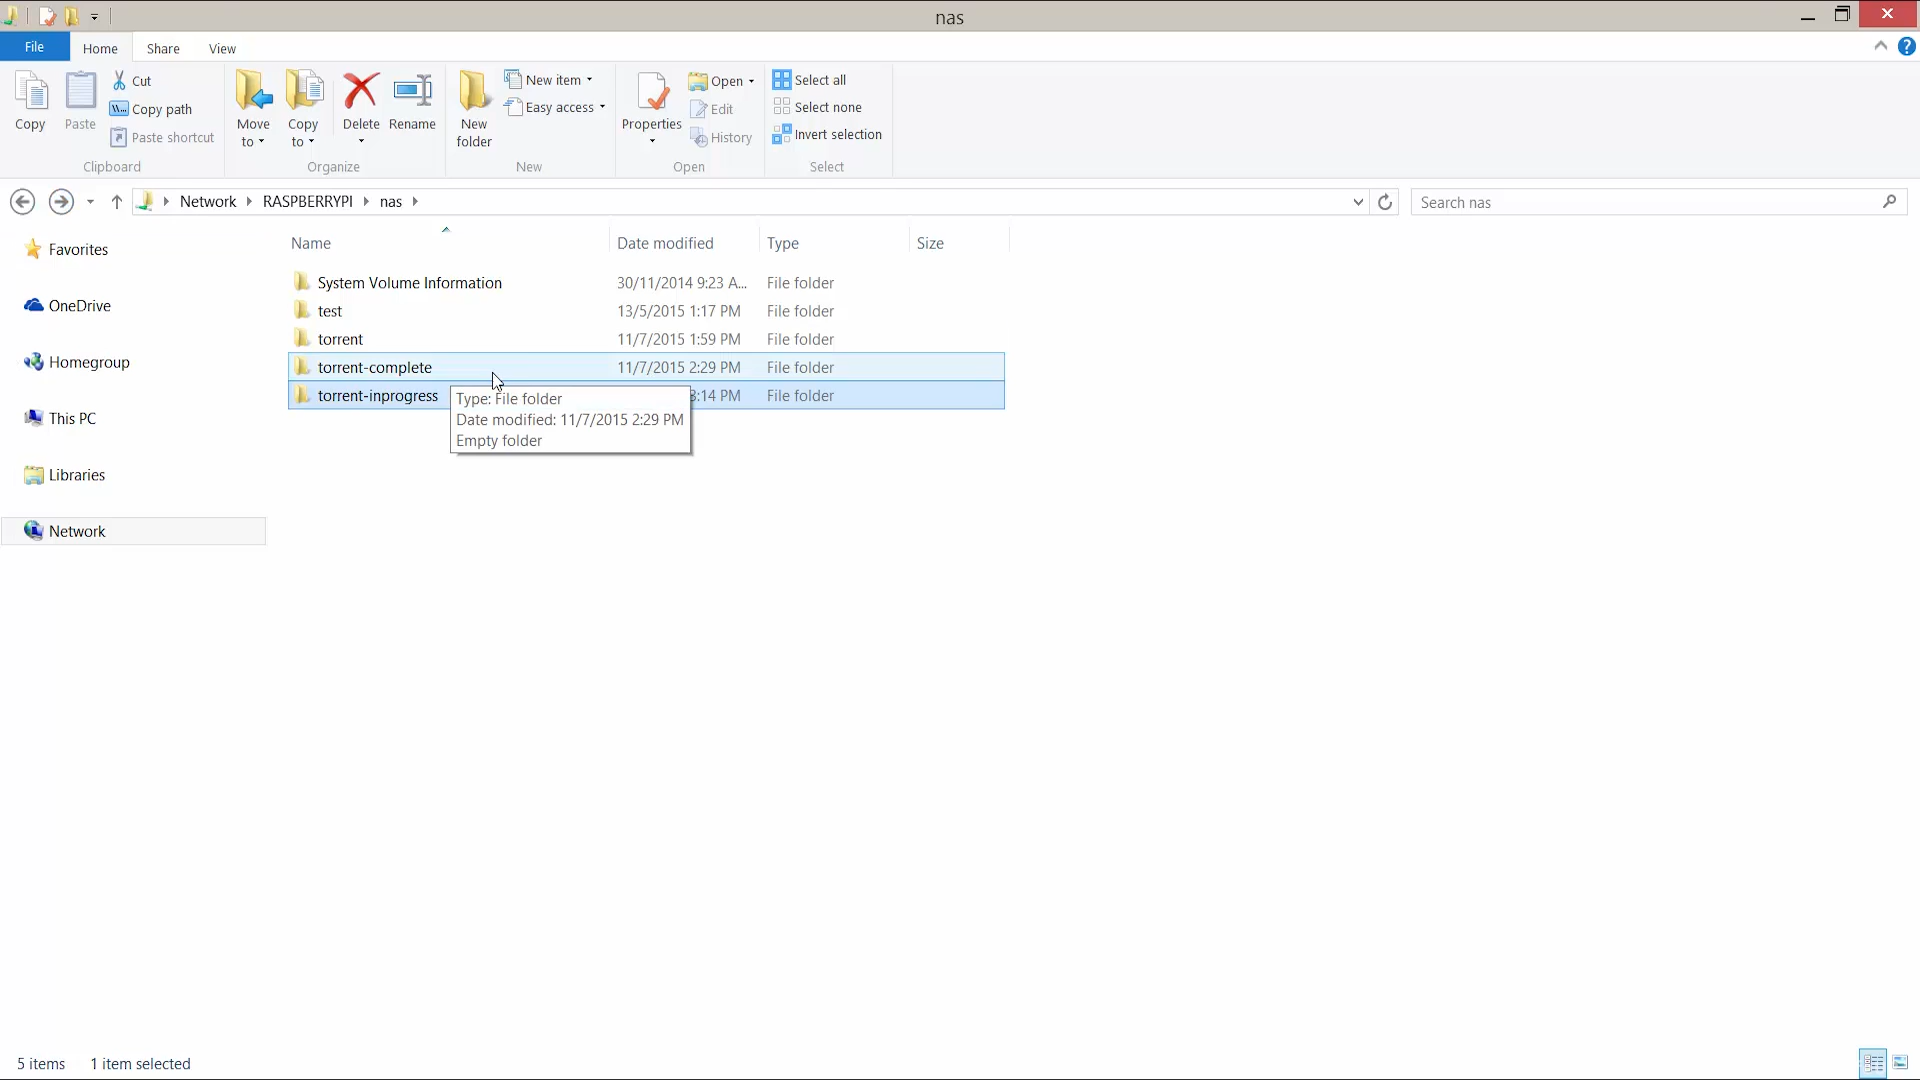 nas
File Home Share View
Copy
Paste
Cut
Copy path
Paste shortcut
Clipboard
Move to
Copy to
Delete
Rename
Organize
New folder
New item
Easy access
New
Properties
Open
Edit
History
Open
Select all
Select none
Invert selection
Select
Network RASPBERRYPI nas
Search nas
Favorites
OneDrive
Homegroup
This PC
Libraries
Network
Name Date modified Type Size
System Volume Information 30/11/2014 9:23 A... File folder
test 13/5/2015 1:17 PM File folder
torrent 11/7/2015 1:59 PM File folder
torrent-complete 11/7/2015 2:29 PM File folder
torrent-inprogress :14 PM File folder
Type: File folder
Date modified: 11/7/2015 2:29 PM
Empty folder
5 items 1 item selected